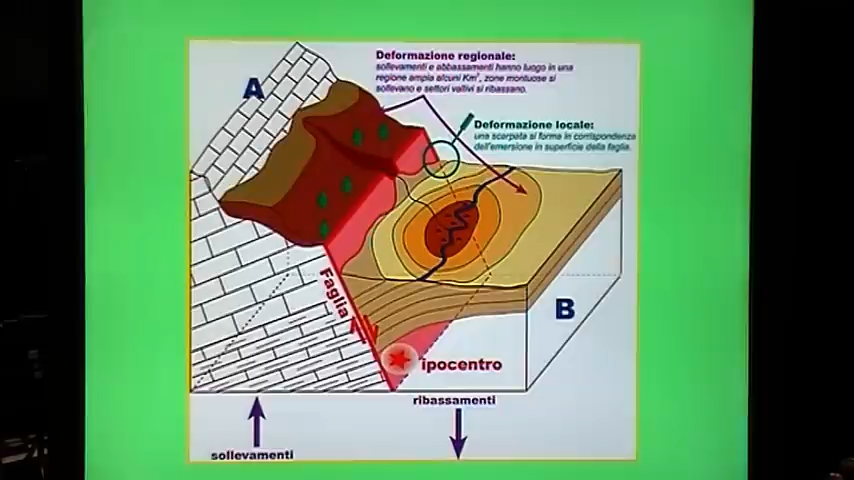 Deformazione regionale:
sollevamenti e abbassamenti hanno luogo in una
regione ampia alcuni Km², zone montuose si
sollevano e settori vallivi si ribassano.
A
Deformazione locale:
una scarpata si forma in corrispondenza
dell'emersione in superficie della faglia.
Faglia
B
ipocentro
ribassamenti
sollevamenti